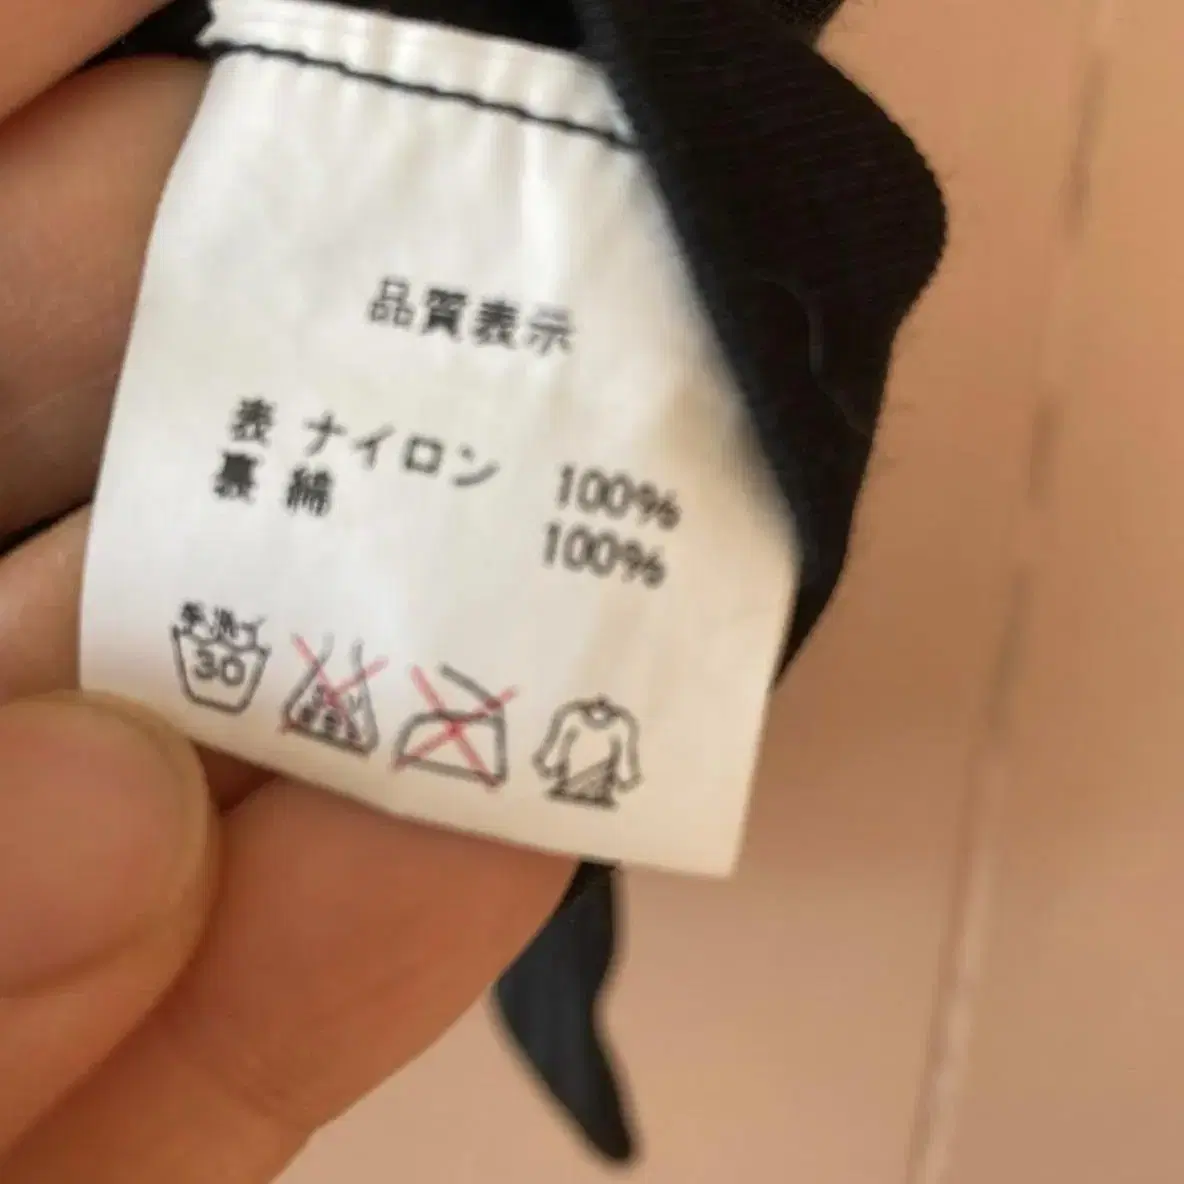 品質表示
表 ナイロン 100%
裏 綿 100%
手洗イ
30